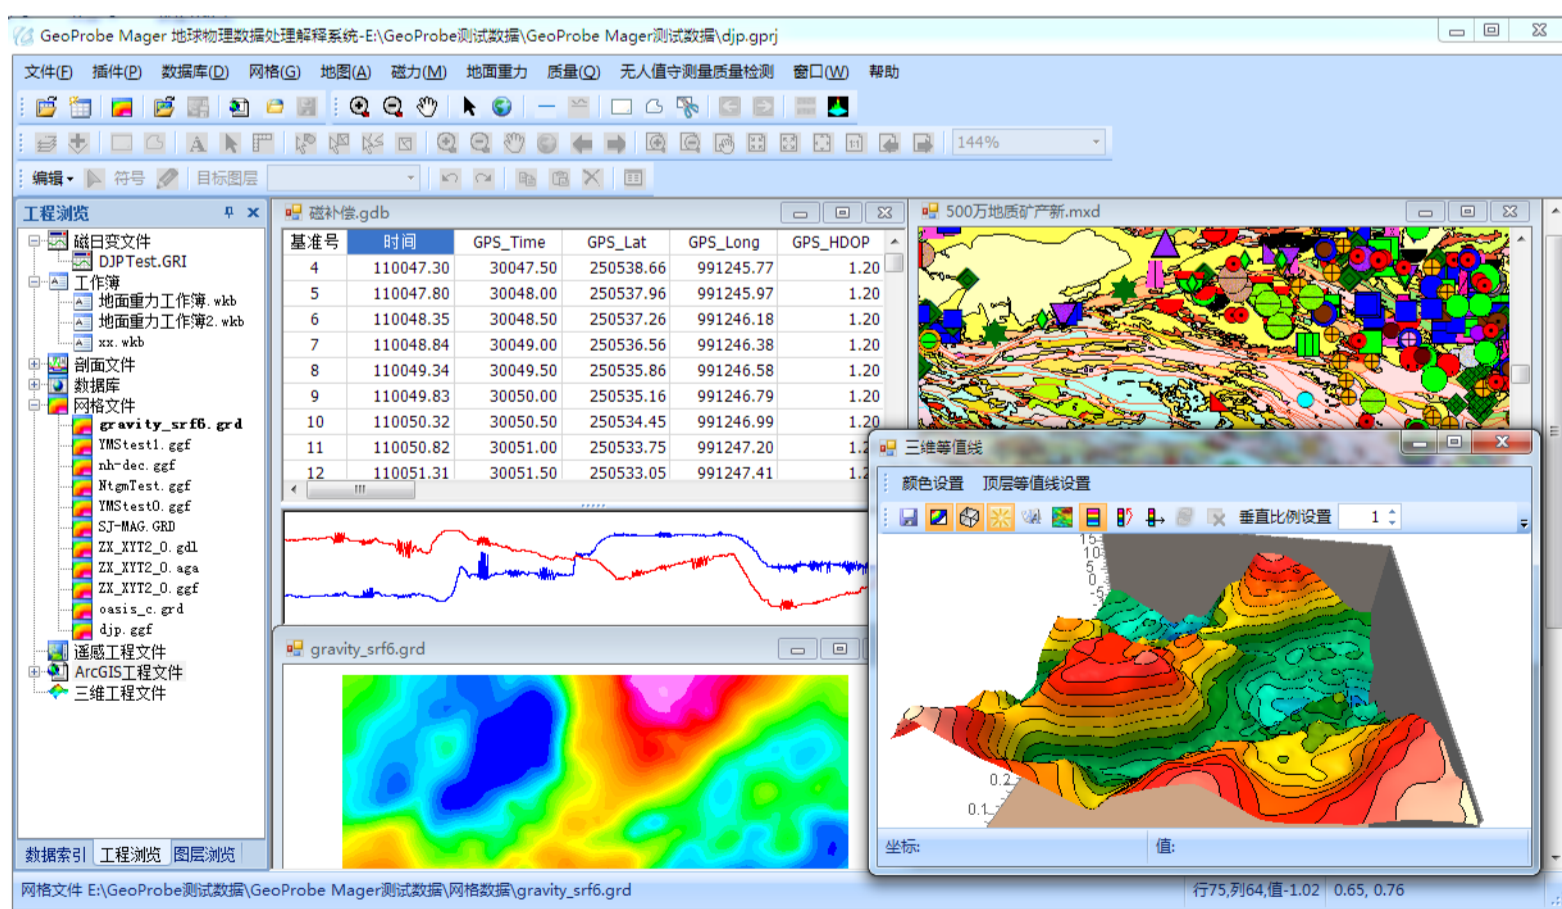 GeoProbe Mager 地球物理数据处理解释系统-E:\GeoProbe测试数据\GeoProbe Mager测试数据\djp.gprj
文件(F) 插件(P) 数据库(D) 网格(G) 地图(A) 磁力(M) 地面重力 质量(Q) 无人值守测量质量检测 窗口(W) 帮助
144%
编辑 符号 目标图层
工程浏览
磁日变文件
DJPTest.GRI
工作簿
地面重力工作簿.wkb
地面重力工作簿2.wkb
xx.wkb
剖面文件
数据库
网格文件
gravity_srf6.grd
YMStest1.ggf
nh-dec.ggf
NtgmTest.ggf
YMStest0.ggf
SJ-MAG.GRD
ZX_XYT2_0.gdl
ZX_XYT2_0.aga
ZX_XYT2_0.ggf
oasis_c.grd
djp.ggf
遥感工程文件
ArcGIS工程文件
三维工程文件
数据索引 工程浏览 图层浏览
磁补偿.gdb
基准号 时间 GPS_Time GPS_Lat GPS_Long GPS_HDOP
4 110047.30 30047.50 250538.66 991245.77 1.20
5 110047.80 30048.00 250537.96 991245.97 1.20
6 110048.35 30048.50 250537.26 991246.18 1.20
7 110048.84 30049.00 250536.56 991246.38 1.20
8 110049.34 30049.50 250535.86 991246.58 1.20
9 110049.83 30050.00 250535.16 991246.79 1.20
10 110050.32 30050.50 250534.45 991246.99 1.20
11 110050.82 30051.00 250533.75 991247.20 1.2
12 110051.31 30051.50 250533.05 991247.41 1.2
gravity_srf6.grd
500万地质矿产新.mxd
三维等值线
颜色设置 顶层等值线设置
垂直比例设置 1
15
10
5
0
-5
0.2
0.1
坐标: 值:
网格文件 E:\GeoProbe测试数据\GeoProbe Mager测试数据\网格数据\gravity_srf6.grd 行75,列64,值-1.02 0.65, 0.76